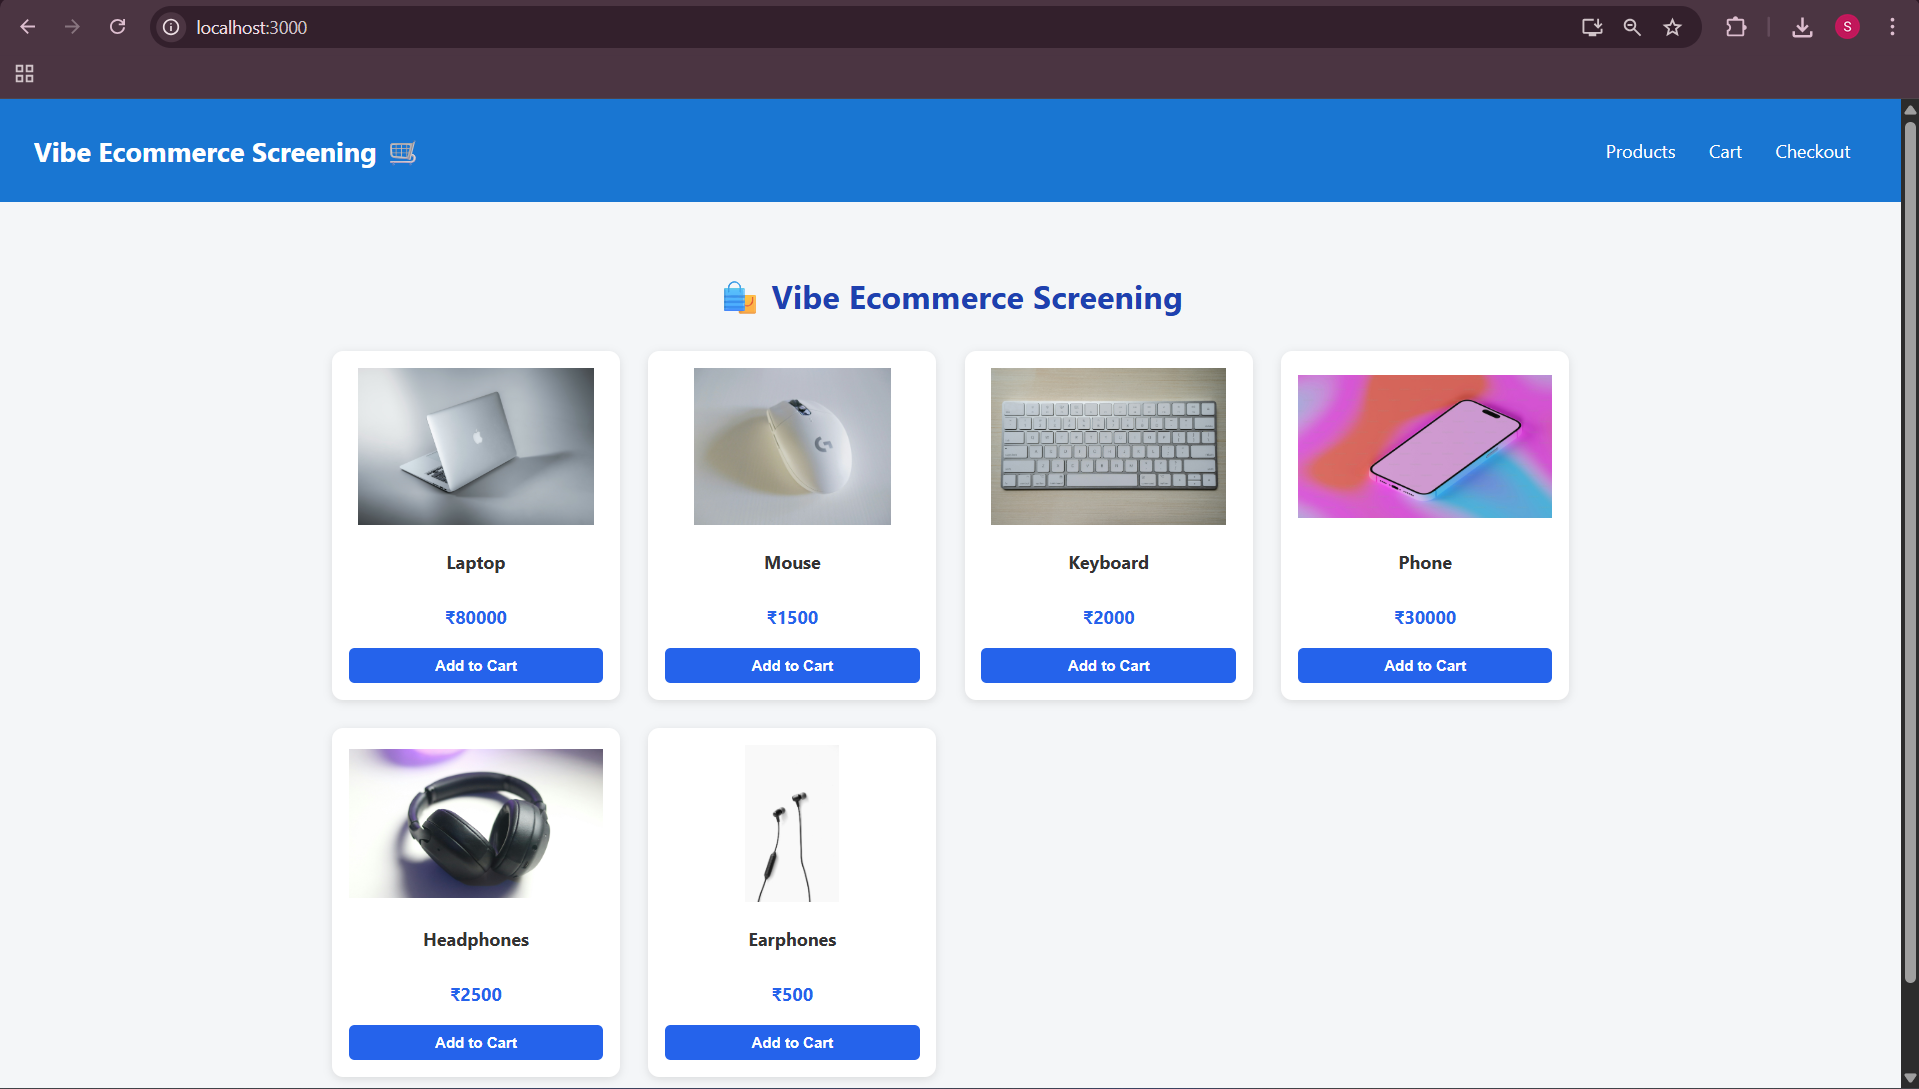 localhost:3000
S
Vibe Ecommerce Screening
Products Cart Checkout
Vibe Ecommerce Screening
Laptop
₹80000
Add to Cart
Mouse
₹1500
Add to Cart
Keyboard
₹2000
Add to Cart
Phone
₹30000
Add to Cart
Headphones
₹2500
Add to Cart
Earphones
₹500
Add to Cart